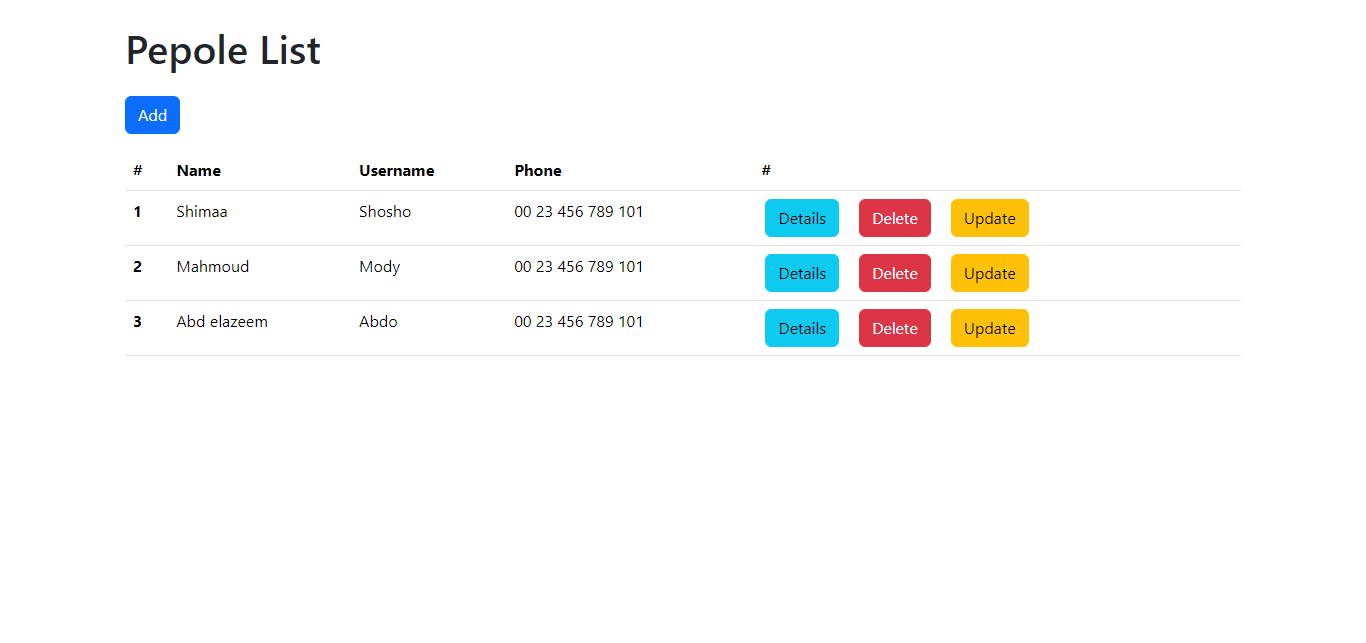 Pepole List
Add
# Name Username Phone #
1 Shimaa Shosho 00 23 456 789 101 Details Delete Update
2 Mahmoud Mody 00 23 456 789 101 Details Delete Update
3 Abd elazeem Abdo 00 23 456 789 101 Details Delete Update